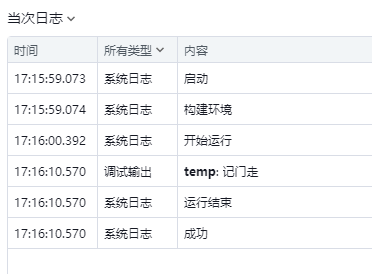 当次日志
时间 所有类型 内容
17:15:59.073 系统日志 启动
17:15:59.074 系统日志 构建环境
17:16:00.392 系统日志 开始运行
17:16:10.570 调试输出 temp: 记门走
17:16:10.570 系统日志 运行结束
17:16:10.570 系统日志 成功